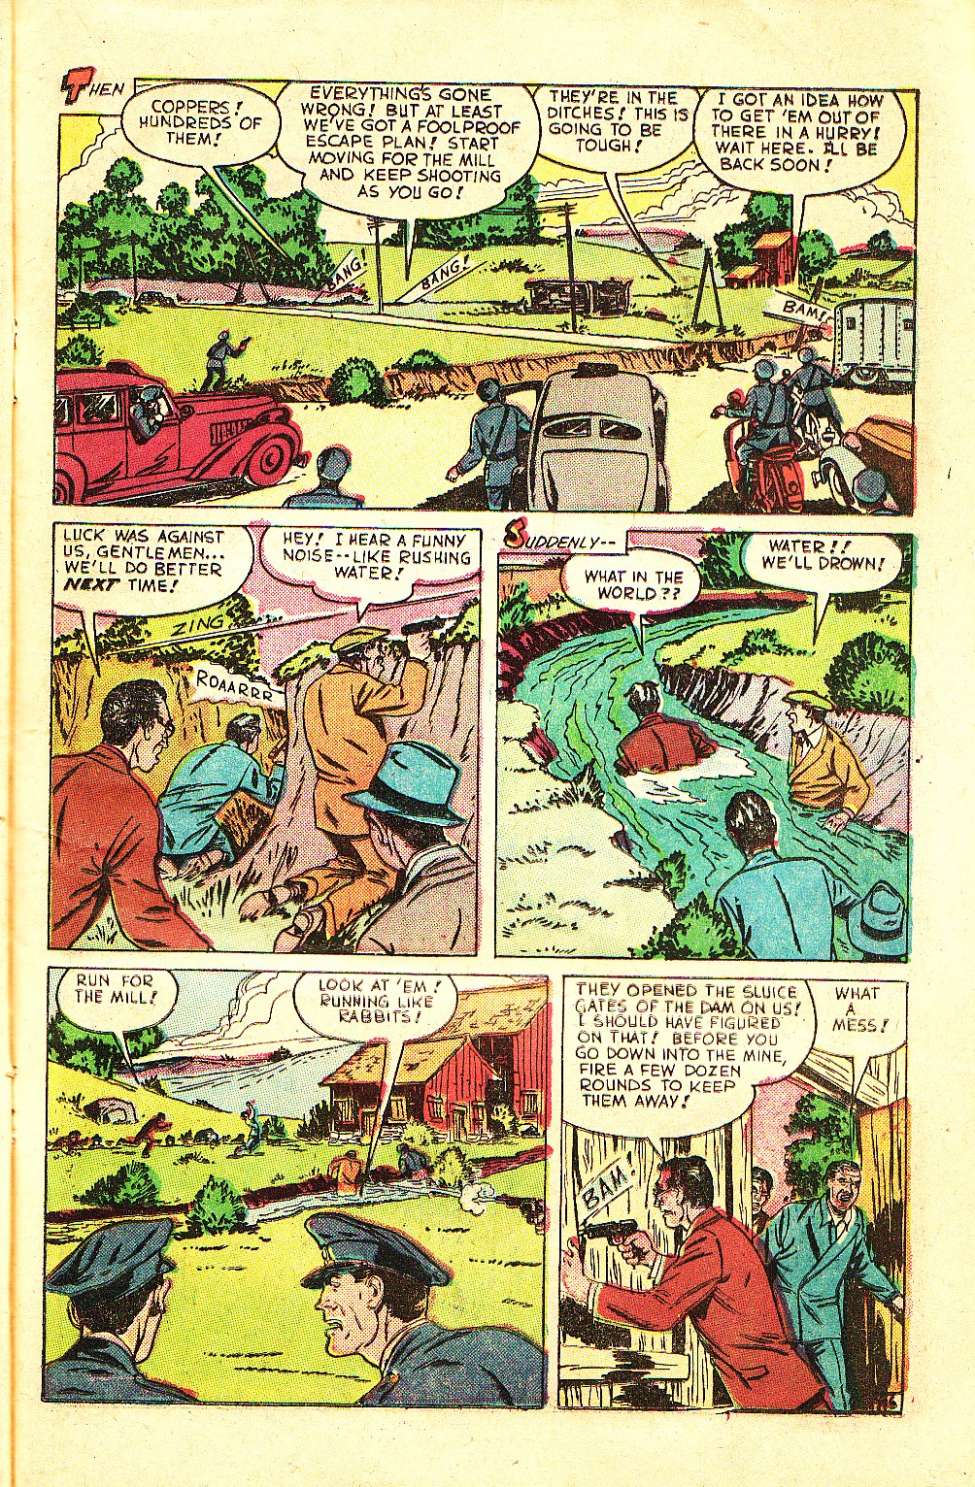 THEN
COPPERS!
HUNDREDS OF
THEM!
EVERYTHING'S GONE
WRONG! BUT AT LEAST
WE'VE GOT A FOOLPROOF
ESCAPE PLAN! START
MOVING FOR THE MILL
AND KEEP SHOOTING
AS YOU GO!
THEY'RE IN THE
DITCHES! THIS IS
GOING TO BE
TOUGH!
I GOT AN IDEA HOW
TO GET 'EM OUT OF
THERE IN A HURRY!
WAIT HERE. I'LL BE
BACK SOON!
BANG!
BANG!
BAM!
LUCK WAS AGAINST
US, GENTLEMEN...
WE'LL DO BETTER
NEXT TIME!
HEY! I HEAR A FUNNY
NOISE--LIKE RUSHING
WATER!
ZING!
ROAARRR
SUDDENLY--
WHAT IN THE
WORLD??
WATER!!
WE'LL DROWN!
RUN FOR
THE MILL!
LOOK AT 'EM!
RUNNING LIKE
RABBITS!
THEY OPENED THE SLUICE
GATES OF THE DAM ON US!
I SHOULD HAVE FIGURED
ON THAT! BEFORE YOU
GO DOWN INTO THE MINE,
FIRE A FEW DOZEN
ROUNDS TO KEEP
THEM AWAY!
WHAT
A
MESS!
BAM!